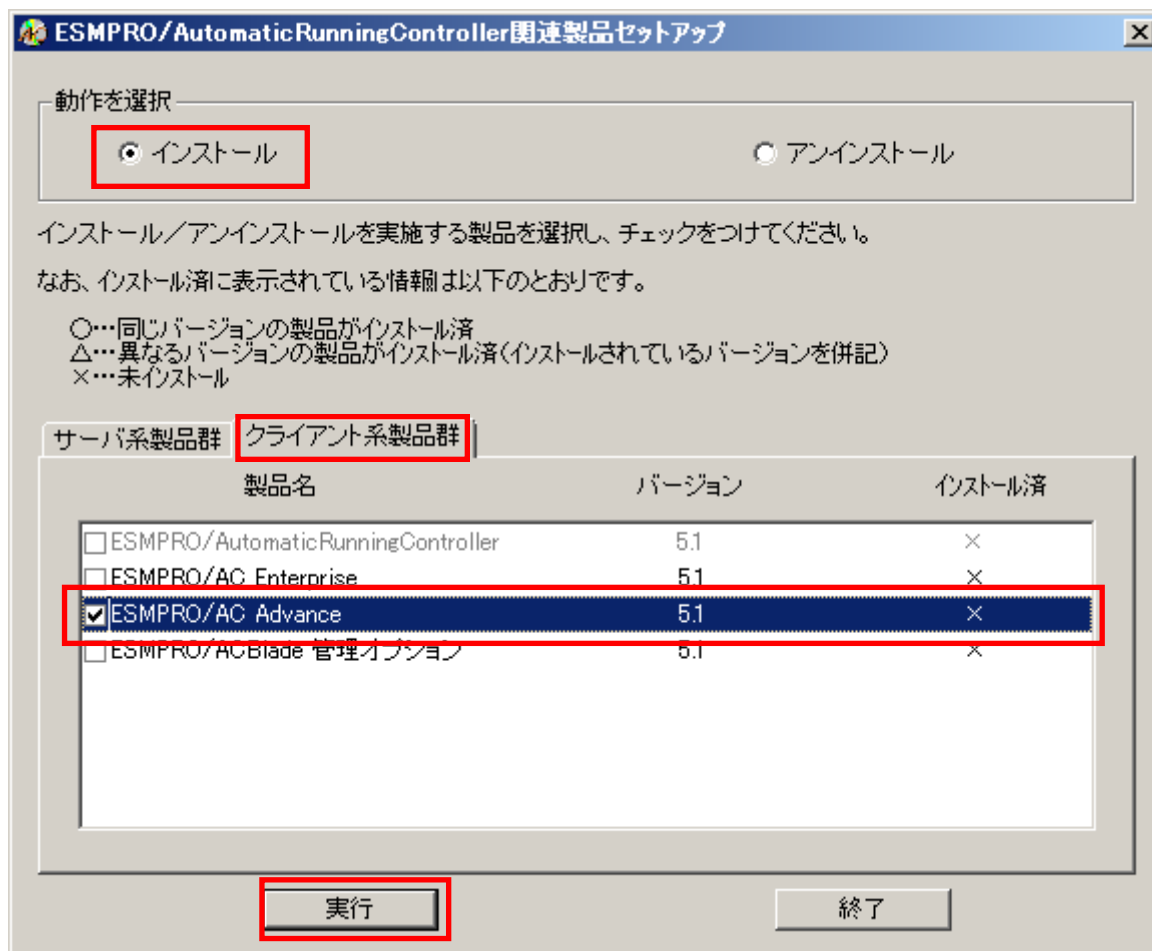 ESMPRO/AutomaticRunningController関連製品セットアップ
動作を選択
インストール
アンインストール
インストール／アンインストールを実施する製品を選択し、チェックをつけてください。
なお、インストール済に表示されている情報は以下のとおりです。
○…同じバージョンの製品がインストール済
△…異なるバージョンの製品がインストール済(インストールされているバージョンを併記)
×…未インストール
サーバ系製品群 クライアント系製品群
製品名 バージョン インストール済
ESMPRO/AutomaticRunningController 5.1 ×
ESMPRO/AC Enterprise 5.1 ×
ESMPRO/AC Advance 5.1 ×
ESMPRO/ACBlade 管理オプション 5.1 ×
実行 終了